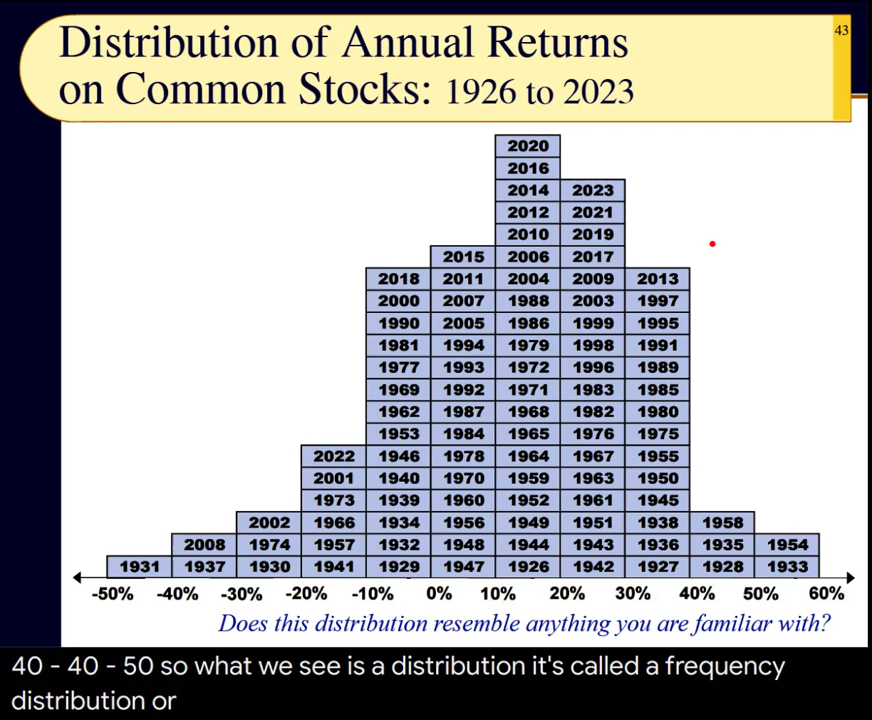 43
Distribution of Annual Returns
on Common Stocks: 1926 to 2023
2020
2016
2014 2023
2012 2021
2010 2019
2015 2006 2017
2018 2011 2004 2009 2013
2000 2007 1988 2003 1997
1990 2005 1986 1999 1995
1981 1994 1979 1998 1991
1977 1993 1972 1996 1989
1969 1992 1971 1983 1985
1962 1987 1968 1982 1980
1953 1984 1965 1976 1975
2022 1946 1978 1964 1967 1955
2001 1940 1970 1959 1963 1950
1973 1939 1960 1952 1961 1945
2002 1966 1934 1956 1949 1951 1938 1958
2008 1974 1957 1932 1948 1944 1943 1936 1935 1954
1931 1937 1930 1941 1929 1947 1926 1942 1927 1928 1933
-50% -40% -30% -20% -10% 0% 10% 20% 30% 40% 50% 60%
Does this distribution resemble anything you are familiar with?
40 - 40 - 50 so what we see is a distribution it's called a frequency
distribution or